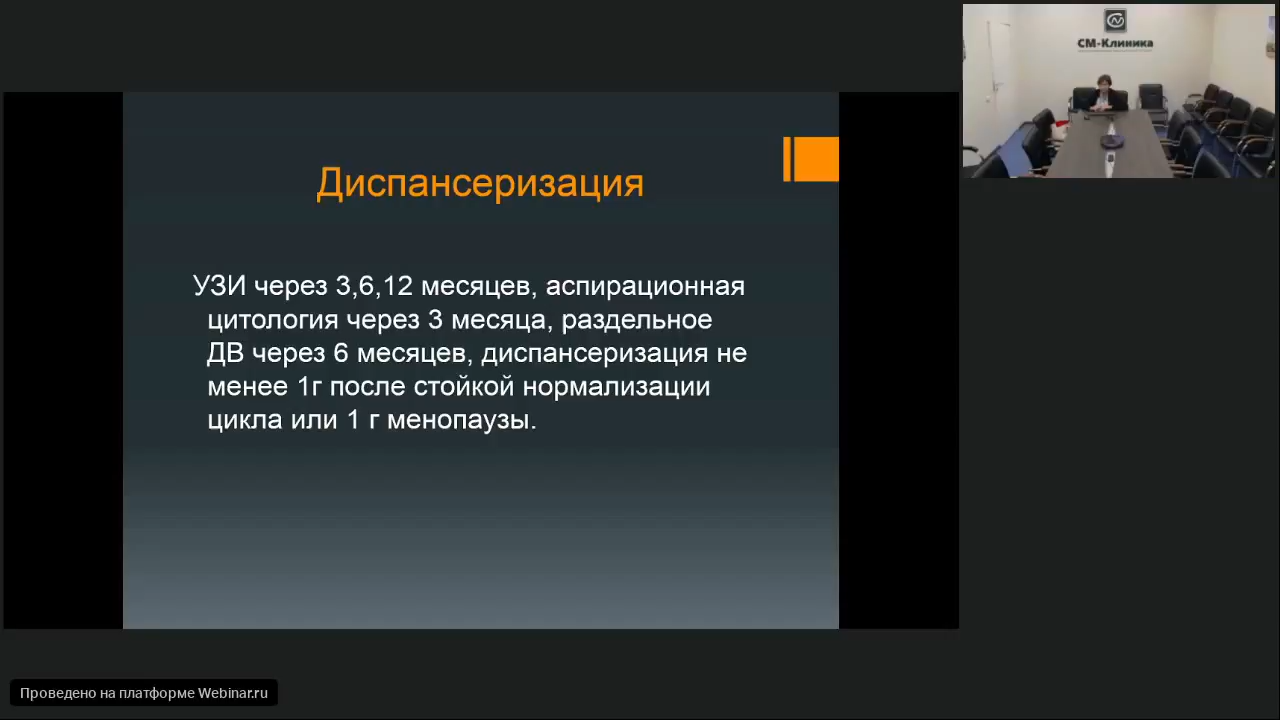 СМ-Клиника
Диспансеризация
УЗИ через 3,6,12 месяцев, аспирационная
цитология через 3 месяца, раздельное
ДВ через 6 месяцев, диспансеризация не
менее 1г после стойкой нормализации
цикла или 1 г менопаузы.
Проведено на платформе Webinar.ru